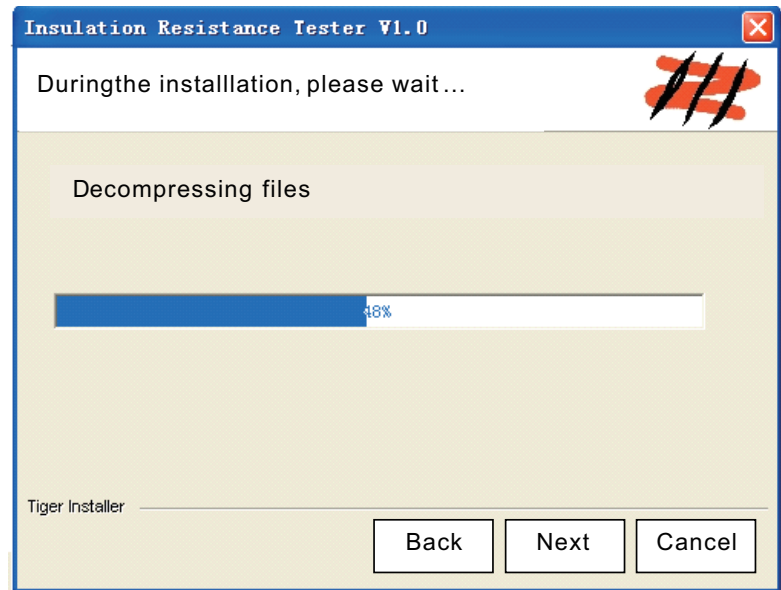 Insulation Resistance Tester V1.0
Duringthe installlation, please wait...
Decompressing files
48%
Tiger Installer
Back Next Cancel